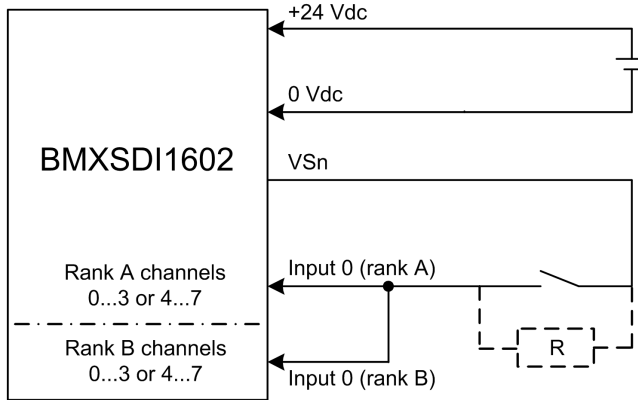 +24 Vdc
0 Vdc
BMXSDI1602
VSn
Rank A channels
0...3 or 4...7
Input 0 (rank A)
Rank B channels
0...3 or 4...7
Input 0 (rank B)
R